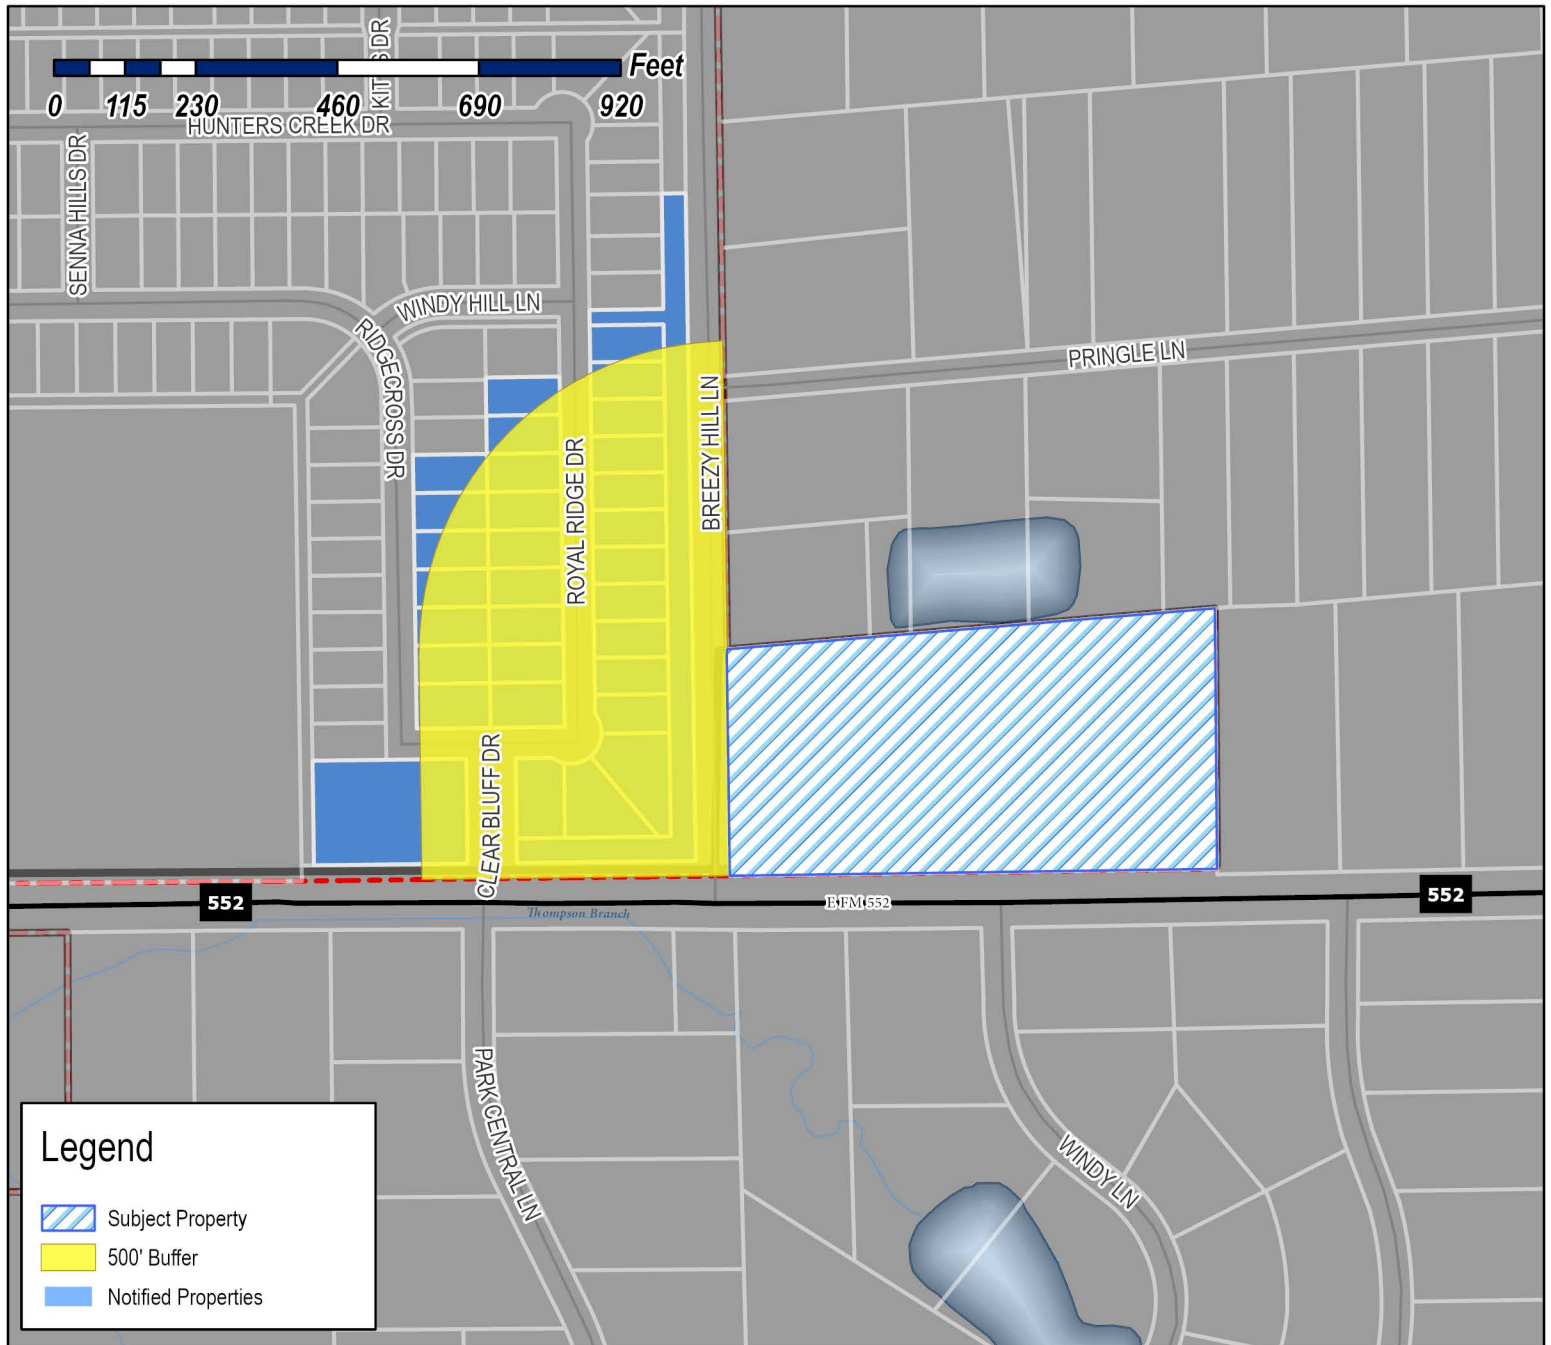 KITTS DR
Feet
0 115 230 460 690 920
HUNTERS CREEK DR
SENNA HILLS DR
WINDY HILL LN
RIDGECROSS DR
PRINGLE LN
BREEZY HILL LN
ROYAL RIDGE DR
CLEAR BLUFF DR
552
E FM 552
552
Thompson Branch
PARK CENTRAL LN
WINDY LN
Legend
Subject Property
500' Buffer
Notified Properties